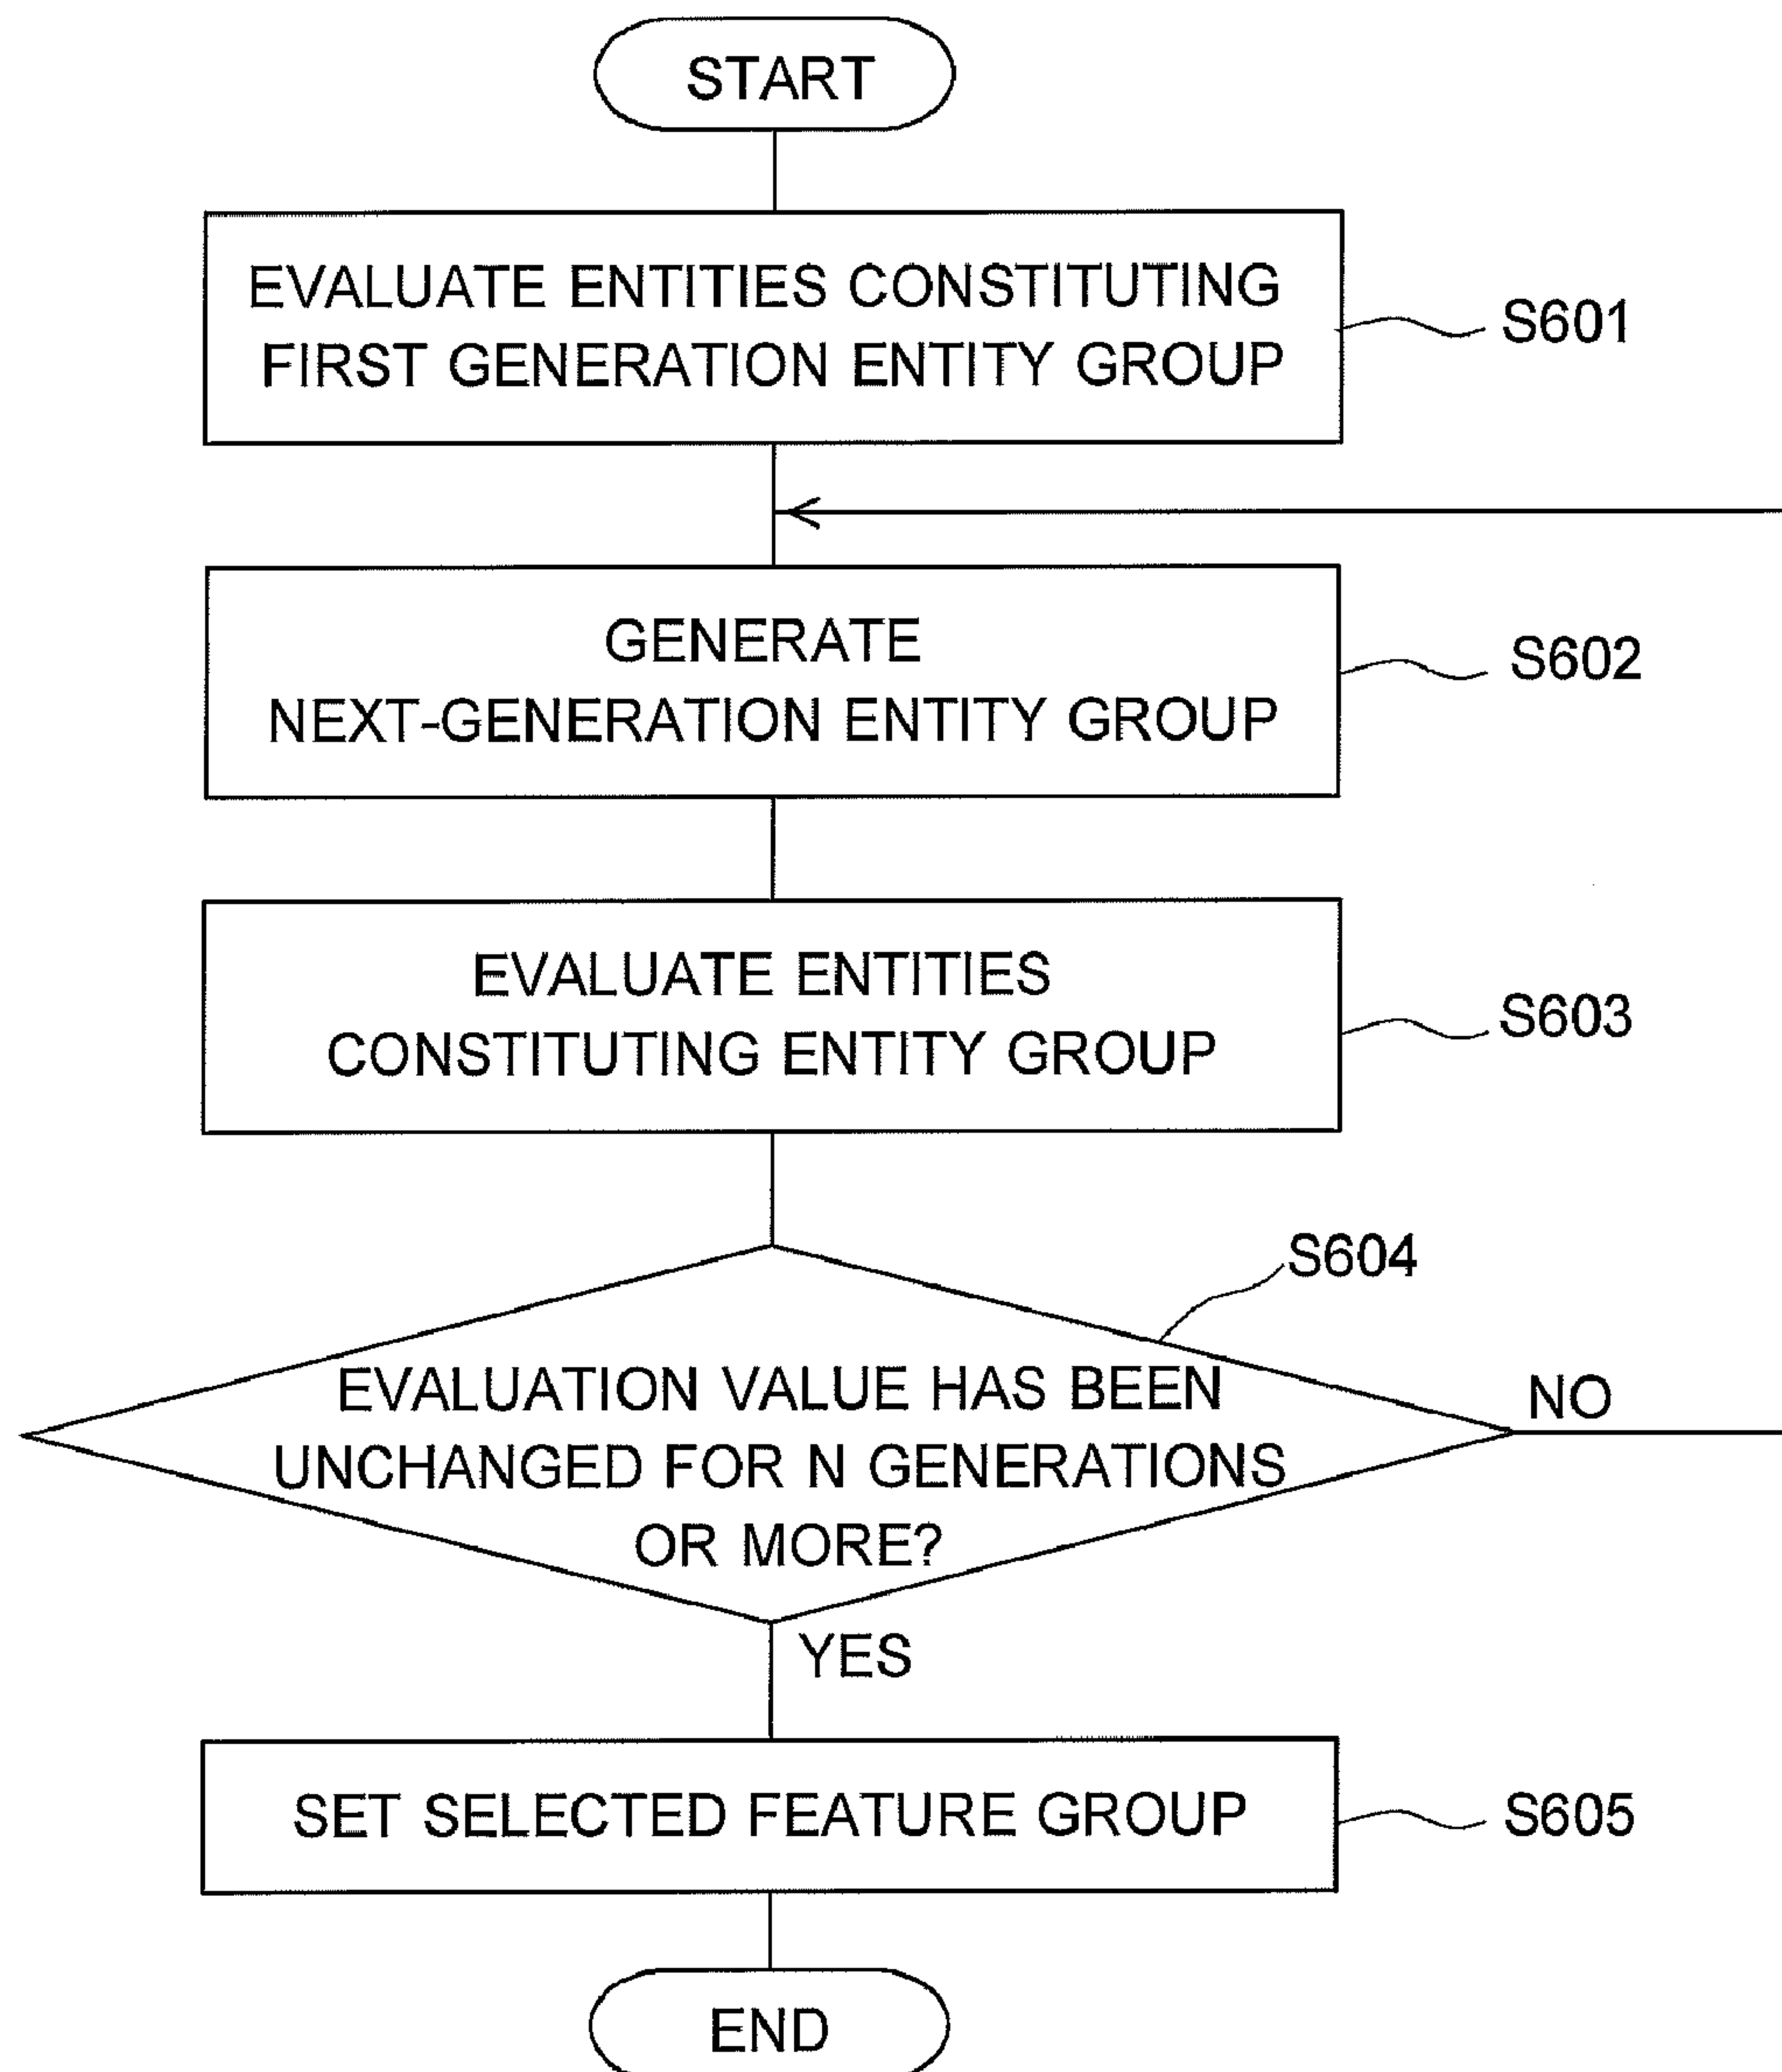 START
EVALUATE ENTITIES CONSTITUTING
FIRST GENERATION ENTITY GROUP
S601
GENERATE
NEXT-GENERATION ENTITY GROUP
S602
EVALUATE ENTITIES
CONSTITUTING ENTITY GROUP
S603
S604
EVALUATION VALUE HAS BEEN
UNCHANGED FOR N GENERATIONS
OR MORE?
NO
YES
SET SELECTED FEATURE GROUP
S605
END